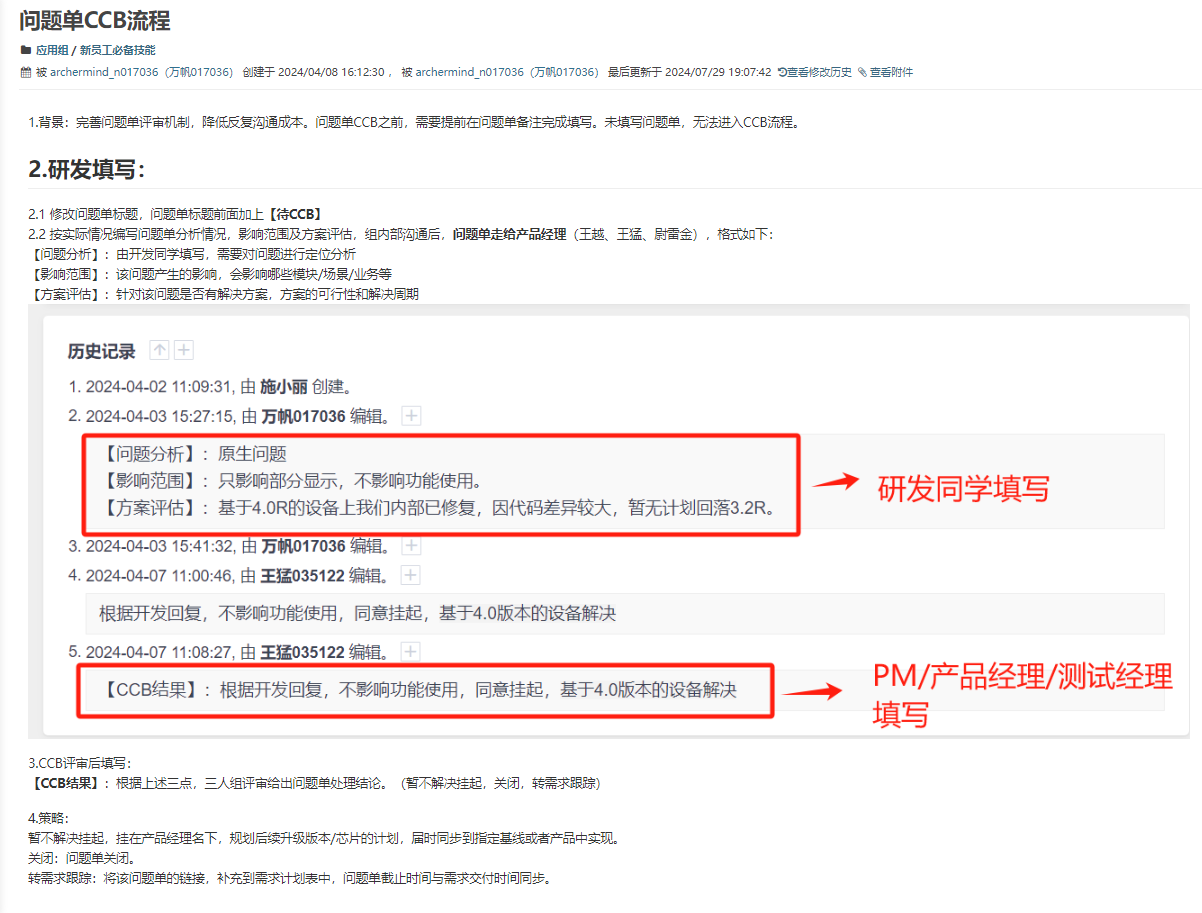 问题单CCB流程
应用组 / 新员工必备技能
被 archermind_n017036（万帆017036） 创建于 2024/04/08 16:12:30 ， 被 archermind_n017036（万帆017036） 最后更新于 2024/07/29 19:07:42 查看修改历史 查看附件
1.背景：完善问题单评审机制，降低反复沟通成本。问题单CCB之前，需要提前在问题单备注完成填写。未填写问题单，无法进入CCB流程。
2.研发填写：
2.1 修改问题单标题，问题单标题前面加上【待CCB】
2.2 按实际情况编写问题单分析情况，影响范围及方案评估，组内部沟通后，问题单走给产品经理（王越、王猛、尉雷金），格式如下：
【问题分析】：由开发同学填写，需要对问题进行定位分析
【影响范围】：该问题产生的影响，会影响哪些模块/场景/业务等
【方案评估】：针对该问题是否有解决方案，方案的可行性和解决周期
历史记录
1. 2024-04-02 11:09:31, 由 施小丽 创建。
2. 2024-04-03 15:27:15, 由 万帆017036 编辑。
【问题分析】：原生问题
【影响范围】：只影响部分显示，不影响功能使用。
【方案评估】：基于4.0R的设备上我们内部已修复，因代码差异较大，暂无计划回落3.2R。
研发同学填写
3. 2024-04-03 15:41:32, 由 万帆017036 编辑。
4. 2024-04-07 11:00:46, 由 王猛035122 编辑。
根据开发回复，不影响功能使用，同意挂起，基于4.0版本的设备解决
5. 2024-04-07 11:08:27, 由 王猛035122 编辑。
【CCB结果】：根据开发回复，不影响功能使用，同意挂起，基于4.0版本的设备解决
PM/产品经理/测试经理
填写
3.CCB评审后填写：
【CCB结果】：根据上述三点，三人组评审给出问题单处理结论。（暂不解决挂起，关闭，转需求跟踪）
4.策略：
暂不解决挂起，挂在产品经理名下，规划后续升级版本/芯片的计划，届时同步到指定基线或者产品中实现。
关闭：问题单关闭。
转需求跟踪：将该问题单的链接，补充到需求计划表中，问题单截止时间与需求交付时间同步。